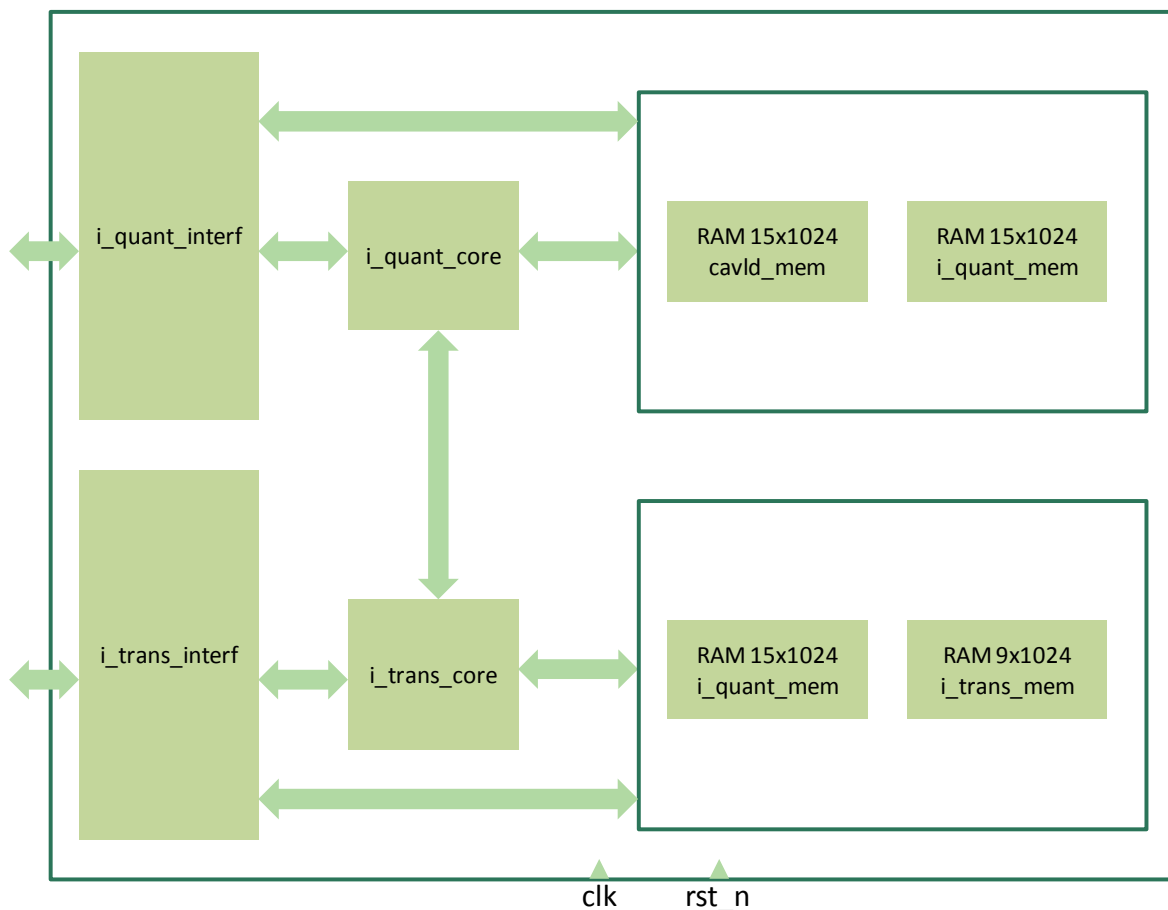 i_quant_interf
i_quant_core
RAM 15x1024
cavld_mem
RAM 15x1024
i_quant_mem
i_trans_interf
i_trans_core
RAM 15x1024
i_quant_mem
RAM 9x1024
i_trans_mem
clk
rst_n